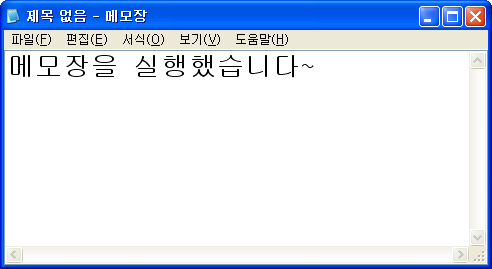 제목 없음 - 메모장
파일(F) 편집(E) 서식(O) 보기(V) 도움말(H)
메모장을 실행했습니다~